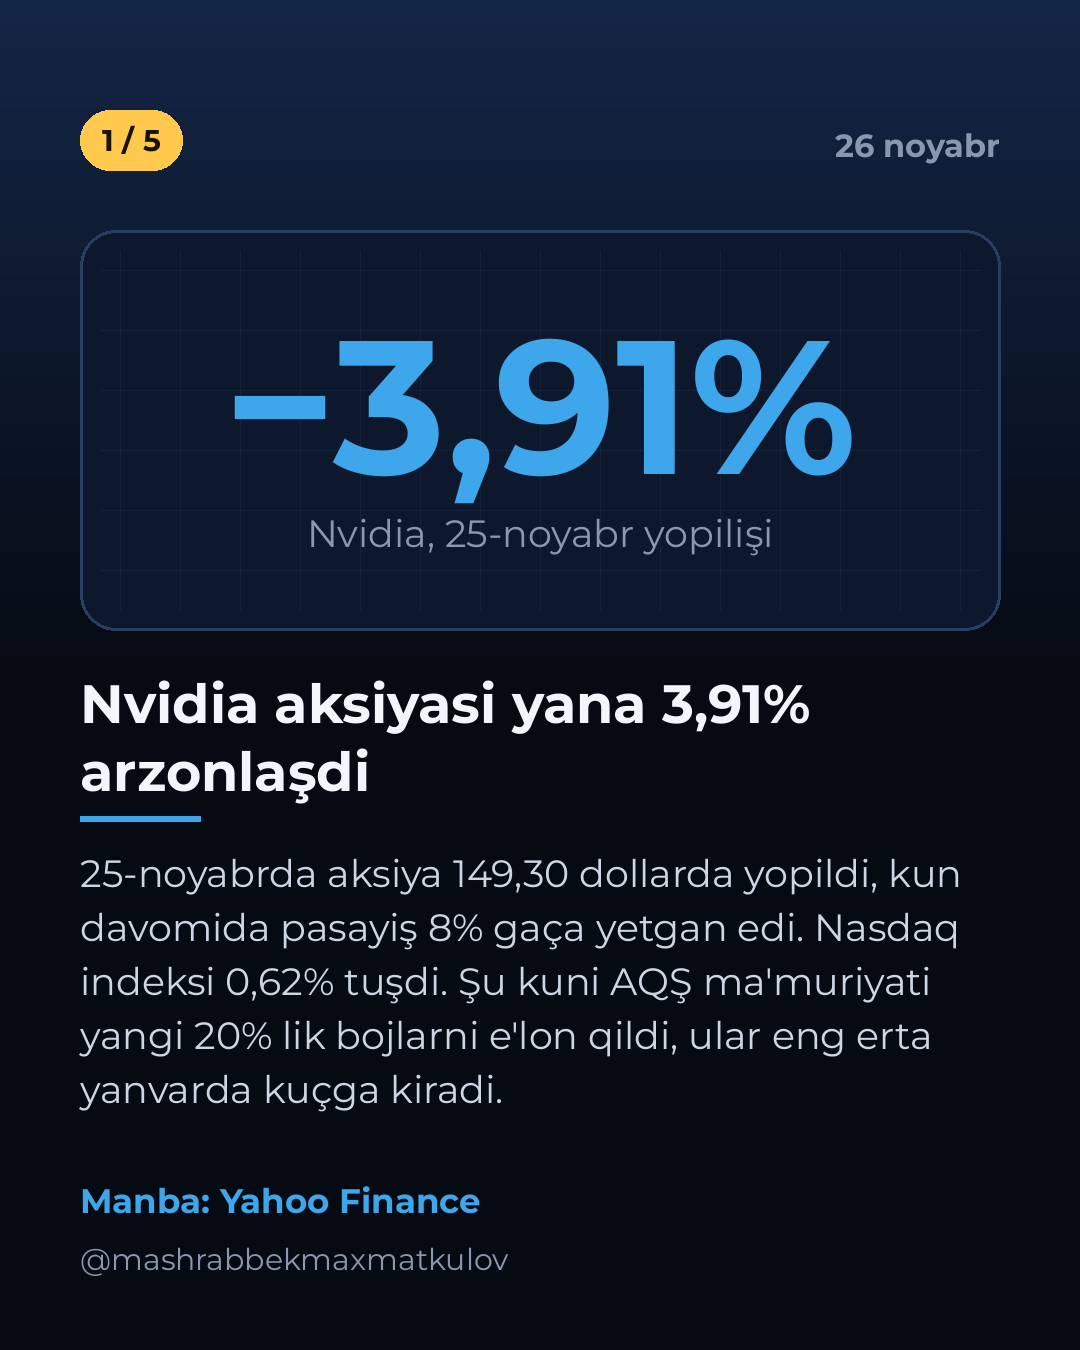 1 / 5
26 noyabr
−3,91%
Nvidia, 25-noyabr yopilişi
Nvidia aksiyasi yana 3,91%
arzonlaşdi
25-noyabrda aksiya 149,30 dollarda yopildi, kun
davomida pasayiş 8% gaça yetgan edi. Nasdaq
indeksi 0,62% tuşdi. Şu kuni AQŞ ma'muriyati
yangi 20% lik bojlarni e'lon qildi, ular eng erta
yanvarda kuçga kiradi.
Manba: Yahoo Finance
@mashrabbekmaxmatkulov